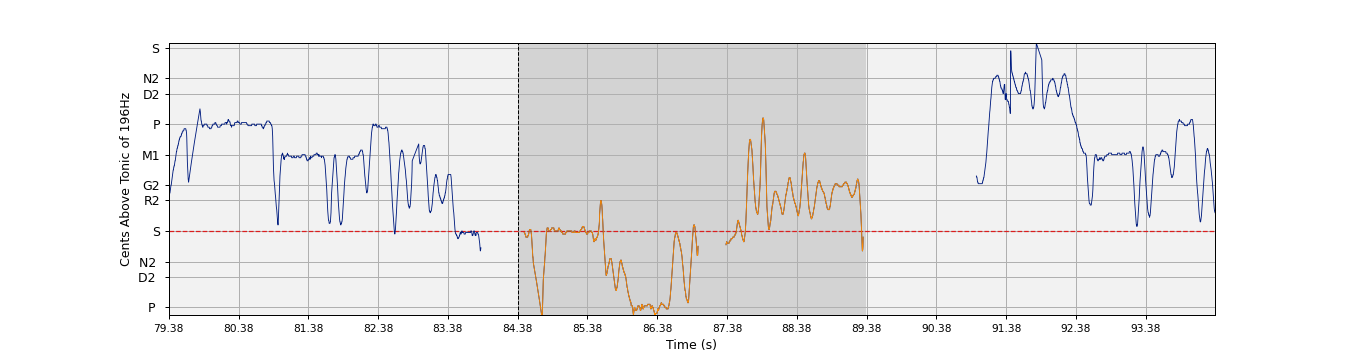 S
N2
D2
P
M1
G2
R2
S
N2
D2
P
Cents Above Tonic of 196Hz
79.38 80.38 81.38 82.38 83.38 84.38 85.38 86.38 87.38 88.38 89.38 90.38 91.38 92.38 93.38
Time (s)